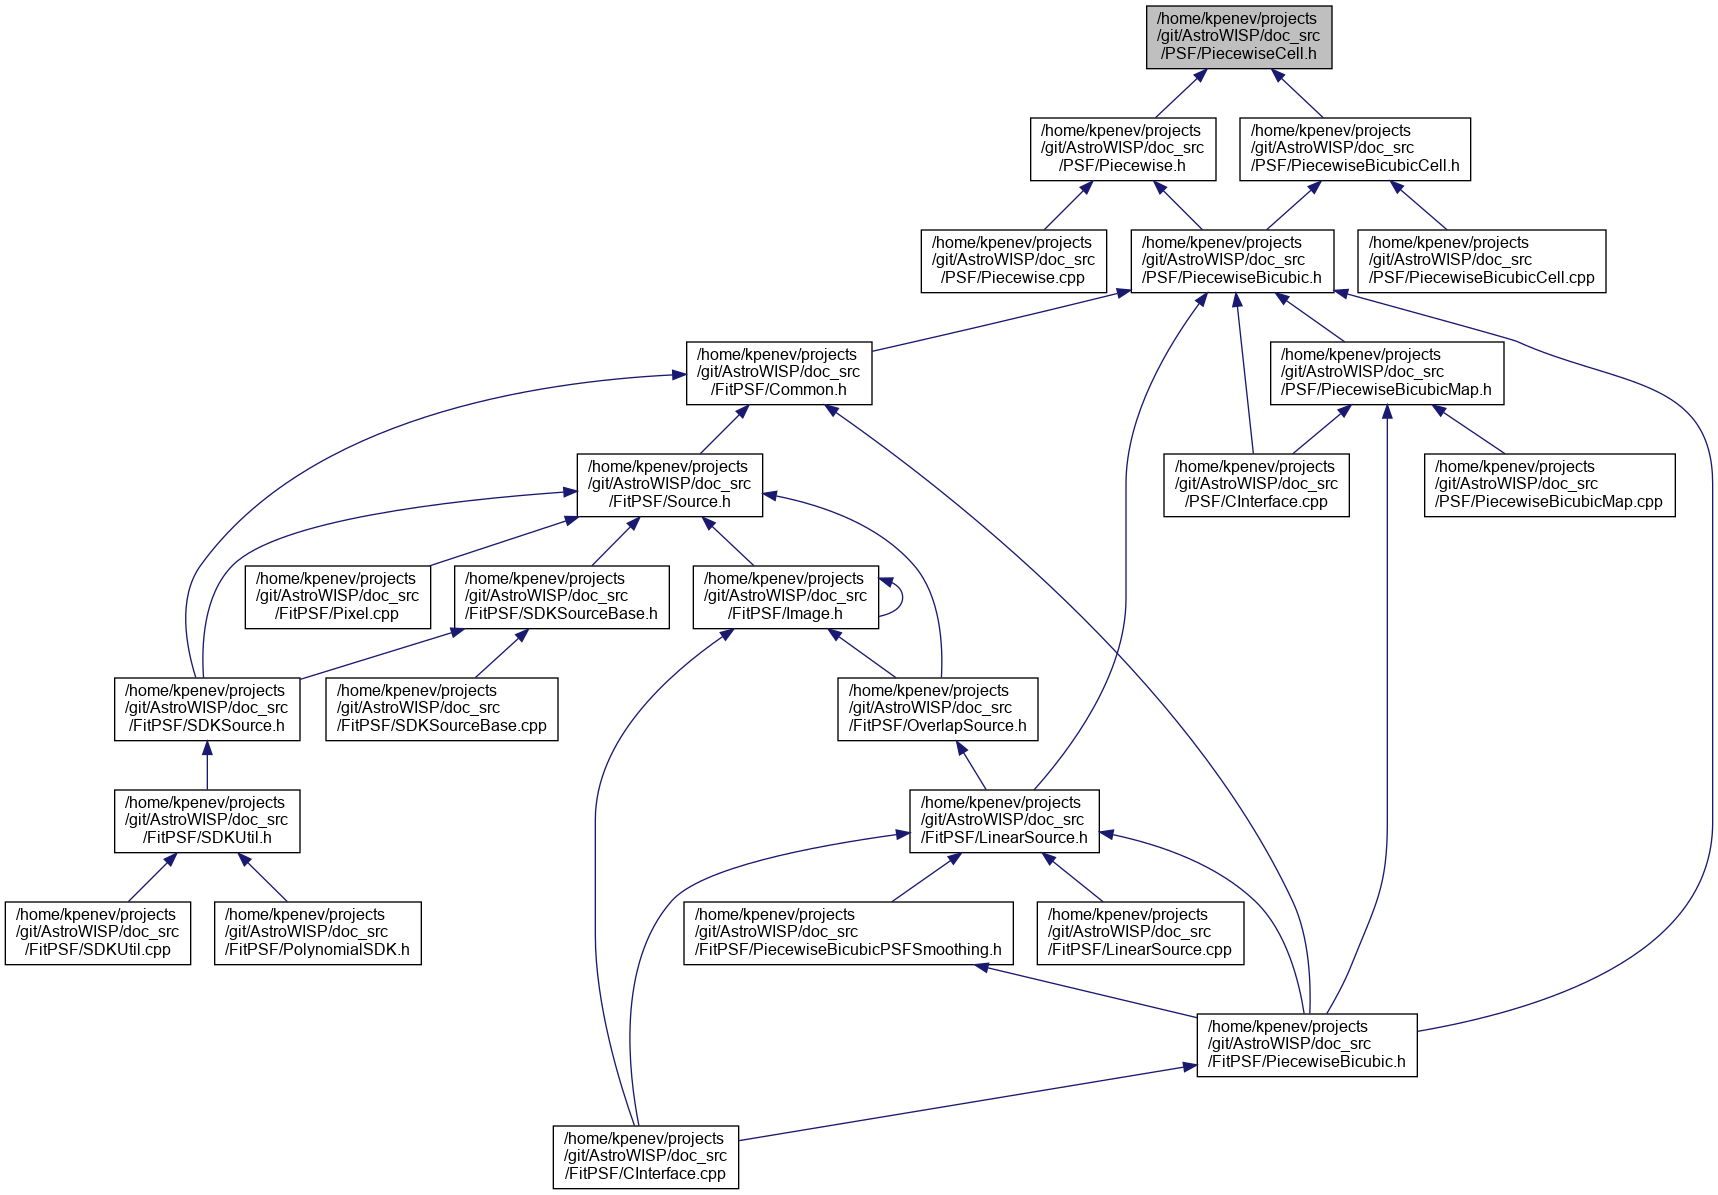 /home/kpenev/projects
/git/AstroWISP/doc_src
/PSF/PiecewiseCell.h
/home/kpenev/projects
/git/AstroWISP/doc_src
/PSF/Piecewise.h
/home/kpenev/projects
/git/AstroWISP/doc_src
/PSF/PiecewiseBicubicCell.h
/home/kpenev/projects
/git/AstroWISP/doc_src
/PSF/Piecewise.cpp
/home/kpenev/projects
/git/AstroWISP/doc_src
/PSF/PiecewiseBicubic.h
/home/kpenev/projects
/git/AstroWISP/doc_src
/PSF/PiecewiseBicubicCell.cpp
/home/kpenev/projects
/git/AstroWISP/doc_src
/FitPSF/Common.h
/home/kpenev/projects
/git/AstroWISP/doc_src
/PSF/PiecewiseBicubicMap.h
/home/kpenev/projects
/git/AstroWISP/doc_src
/FitPSF/Source.h
/home/kpenev/projects
/git/AstroWISP/doc_src
/PSF/CInterface.cpp
/home/kpenev/projects
/git/AstroWISP/doc_src
/PSF/PiecewiseBicubicMap.cpp
/home/kpenev/projects
/git/AstroWISP/doc_src
/FitPSF/Pixel.cpp
/home/kpenev/projects
/git/AstroWISP/doc_src
/FitPSF/SDKSourceBase.h
/home/kpenev/projects
/git/AstroWISP/doc_src
/FitPSF/Image.h
/home/kpenev/projects
/git/AstroWISP/doc_src
/FitPSF/SDKSource.h
/home/kpenev/projects
/git/AstroWISP/doc_src
/FitPSF/SDKSourceBase.cpp
/home/kpenev/projects
/git/AstroWISP/doc_src
/FitPSF/OverlapSource.h
/home/kpenev/projects
/git/AstroWISP/doc_src
/FitPSF/SDKUtil.h
/home/kpenev/projects
/git/AstroWISP/doc_src
/FitPSF/LinearSource.h
/home/kpenev/projects
/git/AstroWISP/doc_src
/FitPSF/SDKUtil.cpp
/home/kpenev/projects
/git/AstroWISP/doc_src
/FitPSF/PolynomialSDK.h
/home/kpenev/projects
/git/AstroWISP/doc_src
/FitPSF/PiecewiseBicubicPSFSmoothing.h
/home/kpenev/projects
/git/AstroWISP/doc_src
/FitPSF/LinearSource.cpp
/home/kpenev/projects
/git/AstroWISP/doc_src
/FitPSF/PiecewiseBicubic.h
/home/kpenev/projects
/git/AstroWISP/doc_src
/FitPSF/CInterface.cpp